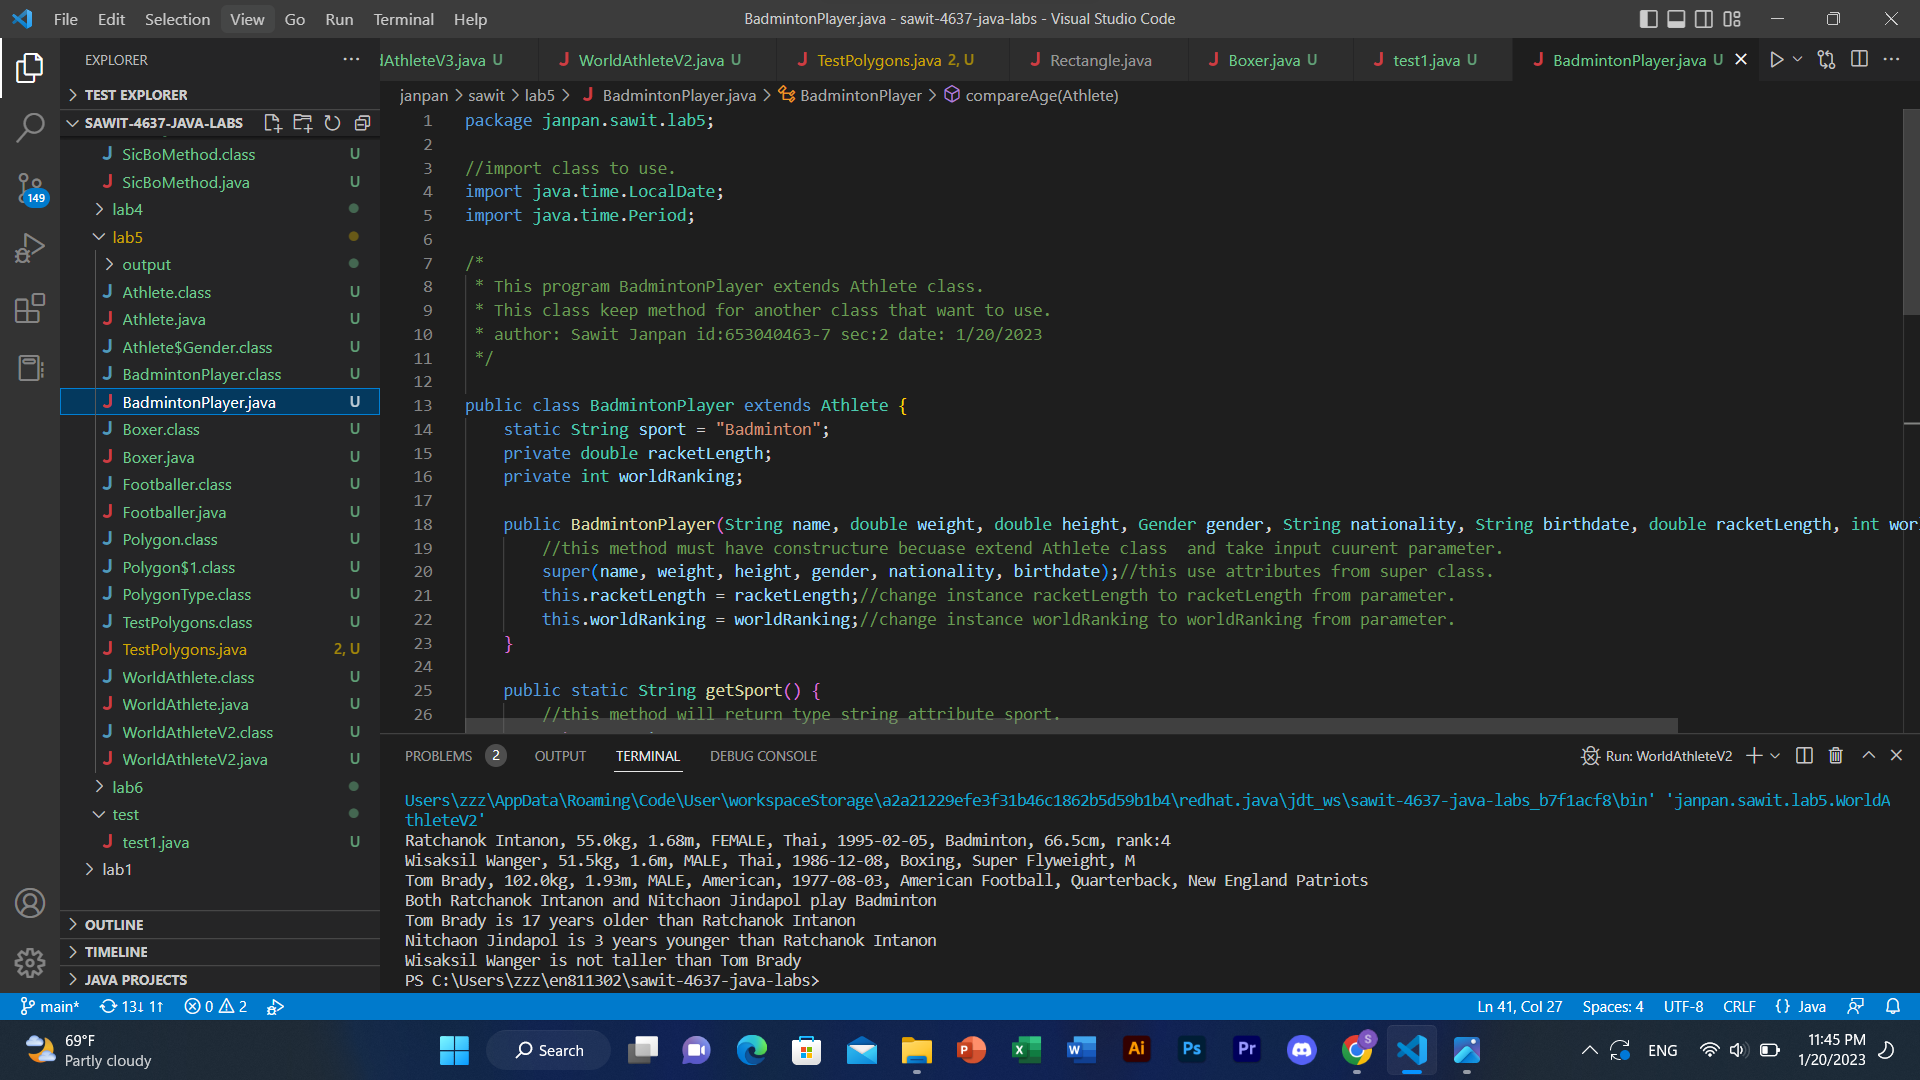 File Edit Selection View Go Run Terminal Help
BadmintonPlayer.java - sawit-4637-java-labs - Visual Studio Code
EXPLORER
dAthleteV3.java U
WorldAthleteV2.java U
TestPolygons.java 2, U
Rectangle.java
Boxer.java U
test1.java U
BadmintonPlayer.java U
janpan > sawit > lab5 > BadmintonPlayer.java > BadmintonPlayer > compareAge(Athlete)
TEST EXPLORER
SAWIT-4637-JAVA-LABS
SicBoMethod.class U
SicBoMethod.java U
lab4
lab5
output
Athlete.class U
Athlete.java U
Athlete$Gender.class U
BadmintonPlayer.class U
BadmintonPlayer.java U
Boxer.class U
Boxer.java U
Footballer.class U
Footballer.java U
Polygon.class U
Polygon$1.class U
PolygonType.class U
TestPolygons.class U
TestPolygons.java 2, U
WorldAthlete.class U
WorldAthlete.java U
WorldAthleteV2.class U
WorldAthleteV2.java U
lab6
test
test1.java U
lab1
OUTLINE
TIMELINE
JAVA PROJECTS
149
1 package janpan.sawit.lab5;
2
3 //import class to use.
4 import java.time.LocalDate;
5 import java.time.Period;
6
7 /*
8 * This program BadmintonPlayer extends Athlete class.
9 * This class keep method for another class that want to use.
10 * author: Sawit Janpan id:653040463-7 sec:2 date: 1/20/2023
11 */
12
13 public class BadmintonPlayer extends Athlete {
14 static String sport = "Badminton";
15 private double racketLength;
16 private int worldRanking;
17
18 public BadmintonPlayer(String name, double weight, double height, Gender gender, String nationality, String birthdate, double racketLength, int wor
19 //this method must have constructure becuase extend Athlete class  and take input cuurent parameter.
20 super(name, weight, height, gender, nationality, birthdate);//this use attributes from super class.
21 this.racketLength = racketLength;//change instance racketLength to racketLength from parameter.
22 this.worldRanking = worldRanking;//change instance worldRanking to worldRanking from parameter.
23 }
24
25 public static String getSport() {
26 //this method will return type string attribute sport.
PROBLEMS 2 OUTPUT TERMINAL DEBUG CONSOLE
Run: WorldAthleteV2
Users\zzz\AppData\Roaming\Code\User\workspaceStorage\a2a21229efe3f31b46c1862b5d59b1b4\redhat.java\jdt_ws\sawit-4637-java-labs_b7f1acf8\bin' 'janpan.sawit.lab5.WorldA
thleteV2'
Ratchanok Intanon, 55.0kg, 1.68m, FEMALE, Thai, 1995-02-05, Badminton, 66.5cm, rank:4
Wisaksil Wanger, 51.5kg, 1.6m, MALE, Thai, 1986-12-08, Boxing, Super Flyweight, M
Tom Brady, 102.0kg, 1.93m, MALE, American, 1977-08-03, American Football, Quarterback, New England Patriots
Both Ratchanok Intanon and Nitchaon Jindapol play Badminton
Tom Brady is 17 years older than Ratchanok Intanon
Nitchaon Jindapol is 3 years younger than Ratchanok Intanon
Wisaksil Wanger is not taller than Tom Brady
PS C:\Users\zzz\en811302\sawit-4637-java-labs>
main* 13↓ 1↑ 0 2
Ln 41, Col 27 Spaces: 4 UTF-8 CRLF {} Java
69°F
Partly cloudy
Search
P X W Ai Ps Pr S
ENG
11:45 PM
1/20/2023